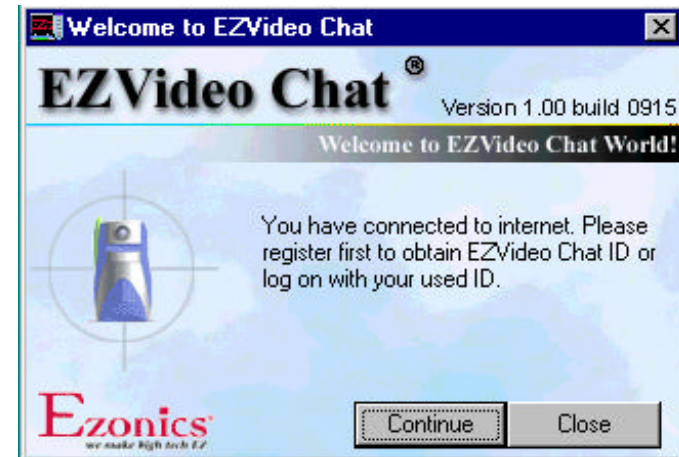 Welcome to EZVideo Chat
EZVideo Chat ®
Version 1.00 build 0915
Welcome to EZVideo Chat World!
You have connected to internet. Please
register first to obtain EZVideo Chat ID or
log on with your used ID.
Ezonics
we make high tech EZ
Continue
Close